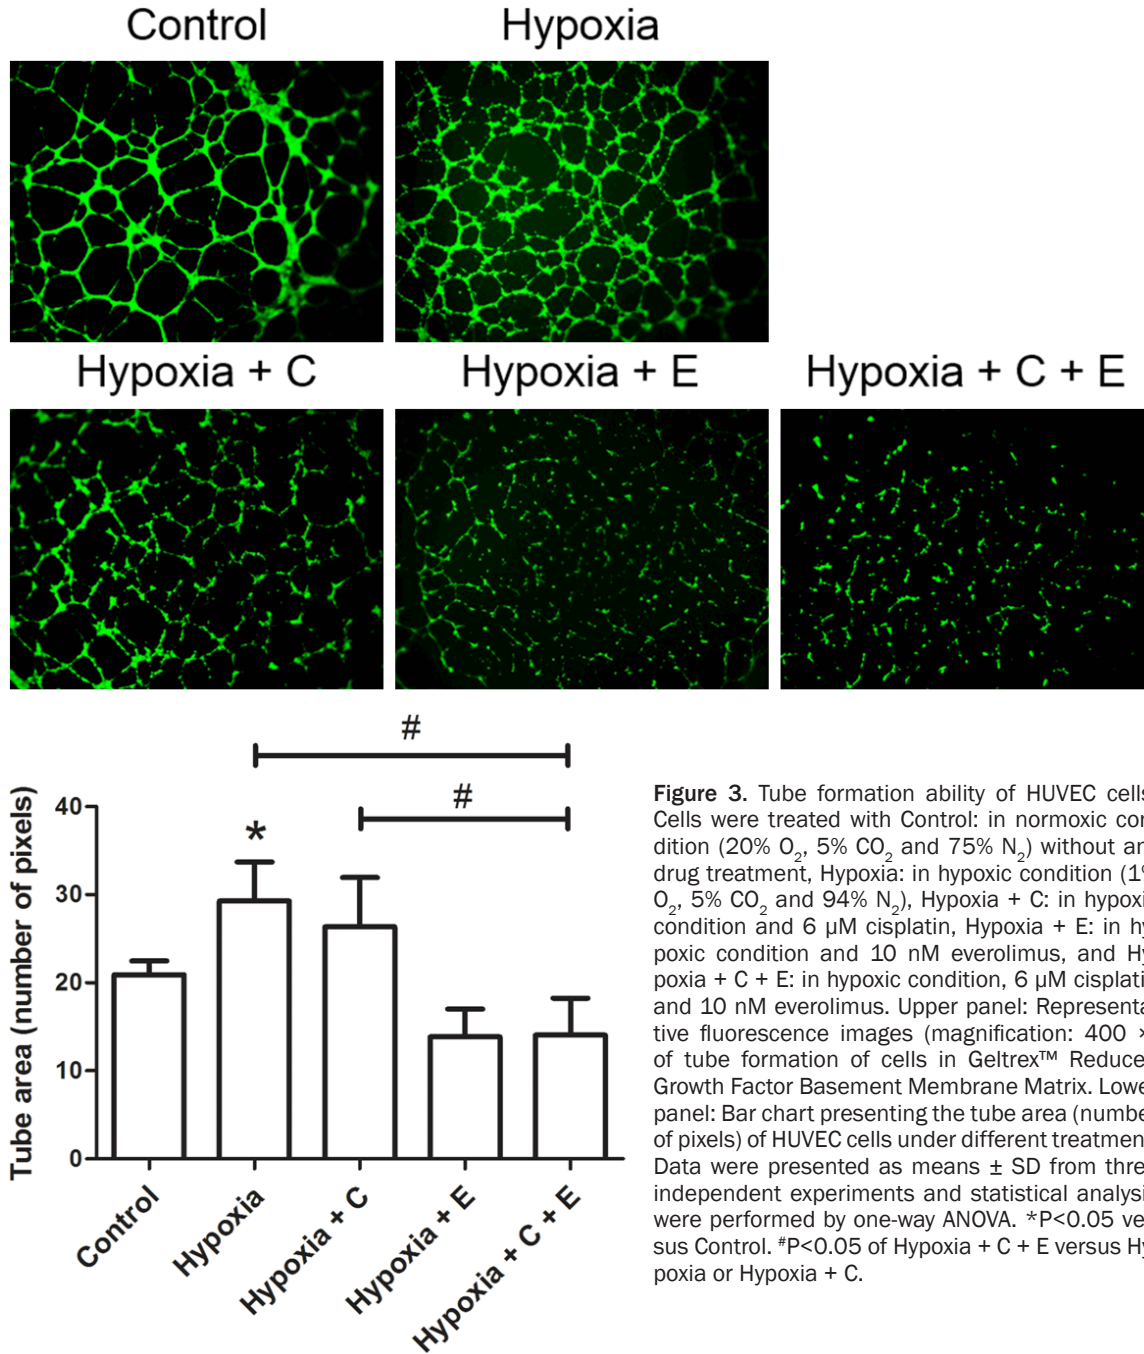 Control
Hypoxia
Hypoxia + C
Hypoxia + E
Hypoxia + C + E
#
#
*
Tube area (number of pixels)
40
30
20
10
0
Control
Hypoxia
Hypoxia + C
Hypoxia + E
Hypoxia + C + E
Figure 3. Tube formation ability of HUVEC cells
Cells were treated with Control: in normoxic con
dition (20% O₂, 5% CO₂ and 75% N₂) without an
drug treatment, Hypoxia: in hypoxic condition (1%
O₂, 5% CO₂ and 94% N₂), Hypoxia + C: in hypoxi
condition and 6 µM cisplatin, Hypoxia + E: in hy
poxic condition and 10 nM everolimus, and Hy
poxia + C + E: in hypoxic condition, 6 µM cisplati
and 10 nM everolimus. Upper panel: Representa
tive fluorescence images (magnification: 400 ×
of tube formation of cells in Geltrex™ Reduce
Growth Factor Basement Membrane Matrix. Lowe
panel: Bar chart presenting the tube area (numbe
of pixels) of HUVEC cells under different treatmen
Data were presented as means ± SD from thre
independent experiments and statistical analysi
were performed by one-way ANOVA. *P<0.05 ve
sus Control. #P<0.05 of Hypoxia + C + E versus Hy
poxia or Hypoxia + C.